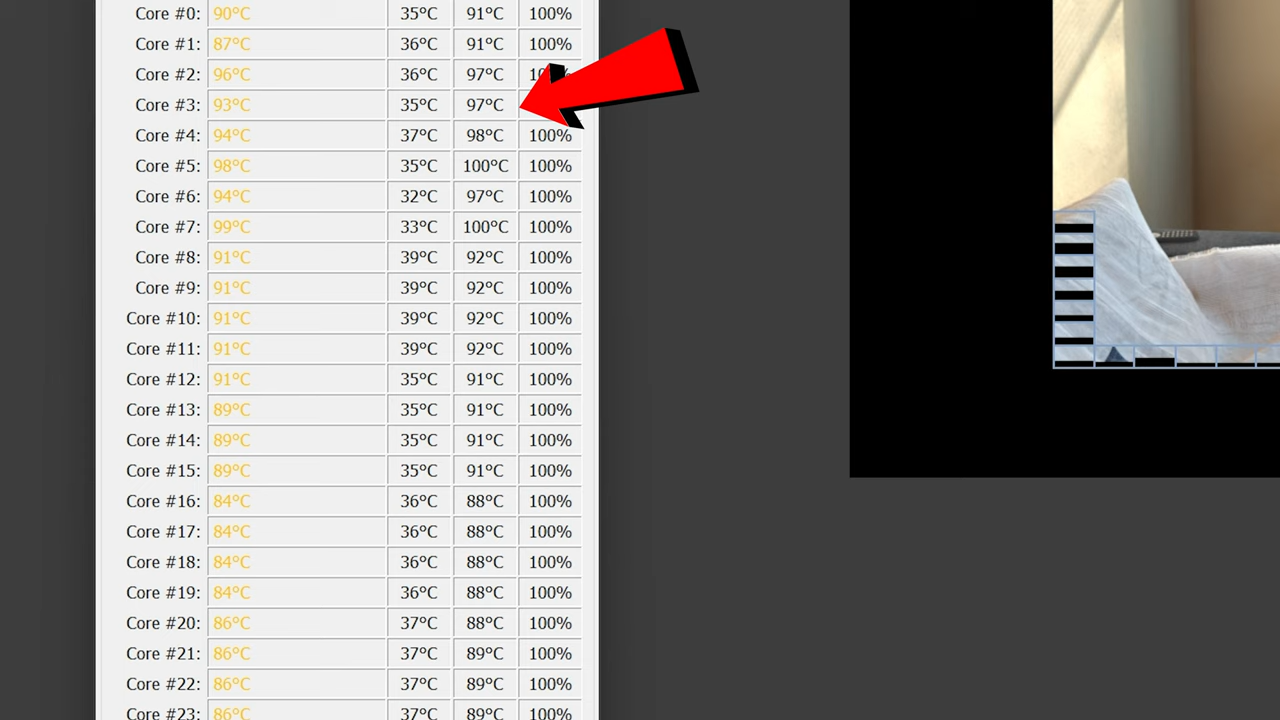 Core #0: 90°C 35°C 91°C 100%
Core #1: 87°C 36°C 91°C 100%
Core #2: 96°C 36°C 97°C
Core #3: 93°C 35°C 97°C
Core #4: 94°C 37°C 98°C 100%
Core #5: 98°C 35°C 100°C 100%
Core #6: 94°C 32°C 97°C 100%
Core #7: 99°C 33°C 100°C 100%
Core #8: 91°C 39°C 92°C 100%
Core #9: 91°C 39°C 92°C 100%
Core #10: 91°C 39°C 92°C 100%
Core #11: 91°C 39°C 92°C 100%
Core #12: 91°C 35°C 91°C 100%
Core #13: 89°C 35°C 91°C 100%
Core #14: 89°C 35°C 91°C 100%
Core #15: 89°C 35°C 91°C 100%
Core #16: 84°C 36°C 88°C 100%
Core #17: 84°C 36°C 88°C 100%
Core #18: 84°C 36°C 88°C 100%
Core #19: 84°C 36°C 88°C 100%
Core #20: 86°C 37°C 88°C 100%
Core #21: 86°C 37°C 89°C 100%
Core #22: 86°C 37°C 89°C 100%
Core #23: 86°C 37°C 89°C 100%